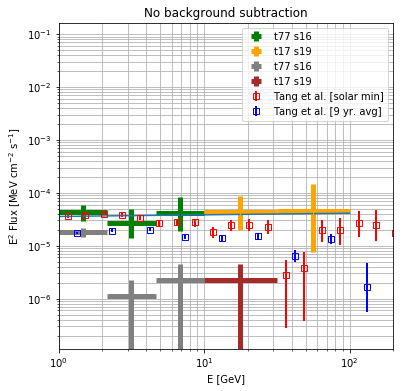 No background subtraction
t77 s16
t17 s19
t77 s16
t17 s19
Tang et al. [solar min]
Tang et al. [9 yr. avg]
10⁻¹
10⁻²
10⁻³
10⁻⁴
10⁻⁵
10⁻⁶
E² Flux [MeV cm⁻² s⁻¹]
10⁰
10¹
10²
E [GeV]